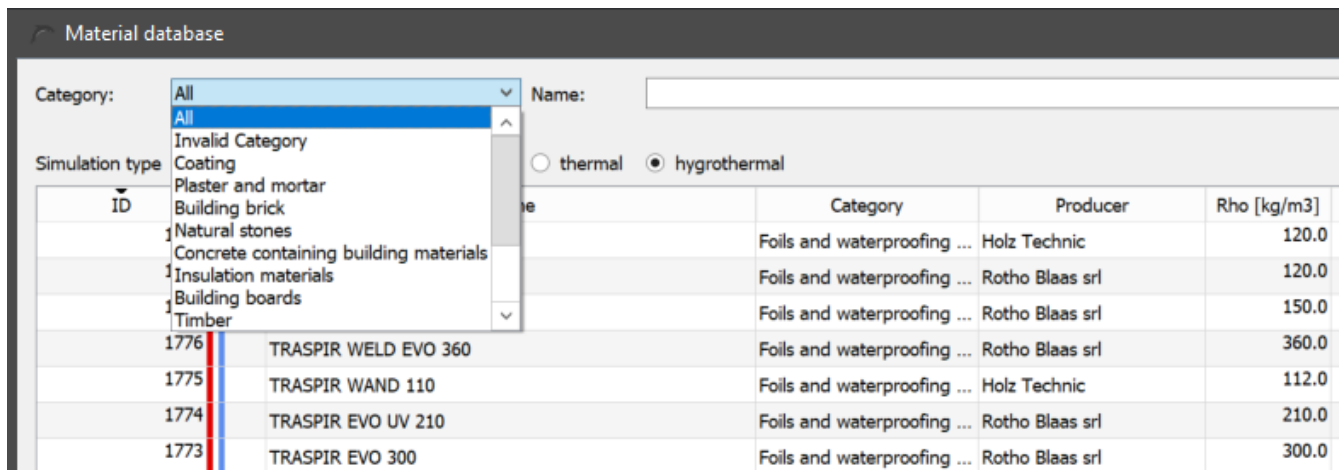 Material database
Category: All Name:
All
Invalid Category
Simulation type Coating thermal hygrothermal
Plaster and mortar
ID Building brick Category Producer Rho [kg/m3]
Natural stones
Foils and waterproofing ... Holz Technic 120.0
Concrete containing building materials
Insulation materials
Foils and waterproofing ... Rotho Blaas srl 120.0
Building boards
Foils and waterproofing ... Rotho Blaas srl 150.0
Timber
1776 TRASPIR WELD EVO 360 Foils and waterproofing ... Rotho Blaas srl 360.0
1775 TRASPIR WAND 110 Foils and waterproofing ... Holz Technic 112.0
1774 TRASPIR EVO UV 210 Foils and waterproofing ... Rotho Blaas srl 210.0
1773 TRASPIR EVO 300 Foils and waterproofing ... Rotho Blaas srl 300.0